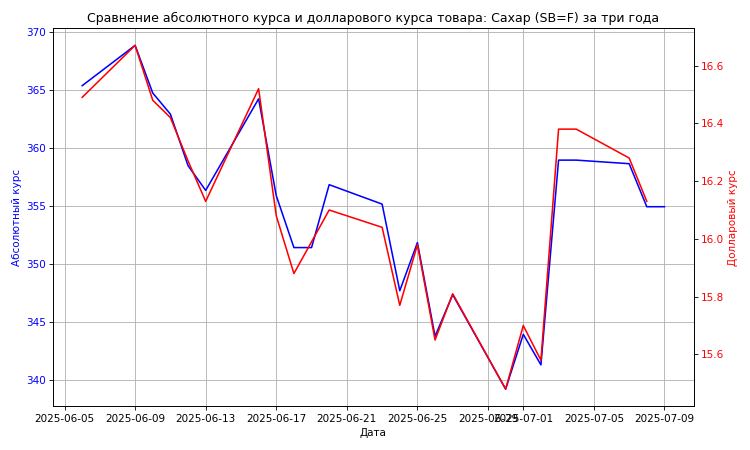 Сравнение абсолютного курса и долларового курса товара: Сахар (SB=F) за три года
370
365
360
355
350
345
340
Абсолютный курс
16.6
16.4
16.2
16.0
15.8
15.6
Долларовый курс
2025-06-05 2025-06-09 2025-06-13 2025-06-17 2025-06-21 2025-06-25 2025-06-29 2025-07-01 2025-07-05 2025-07-09
Дата